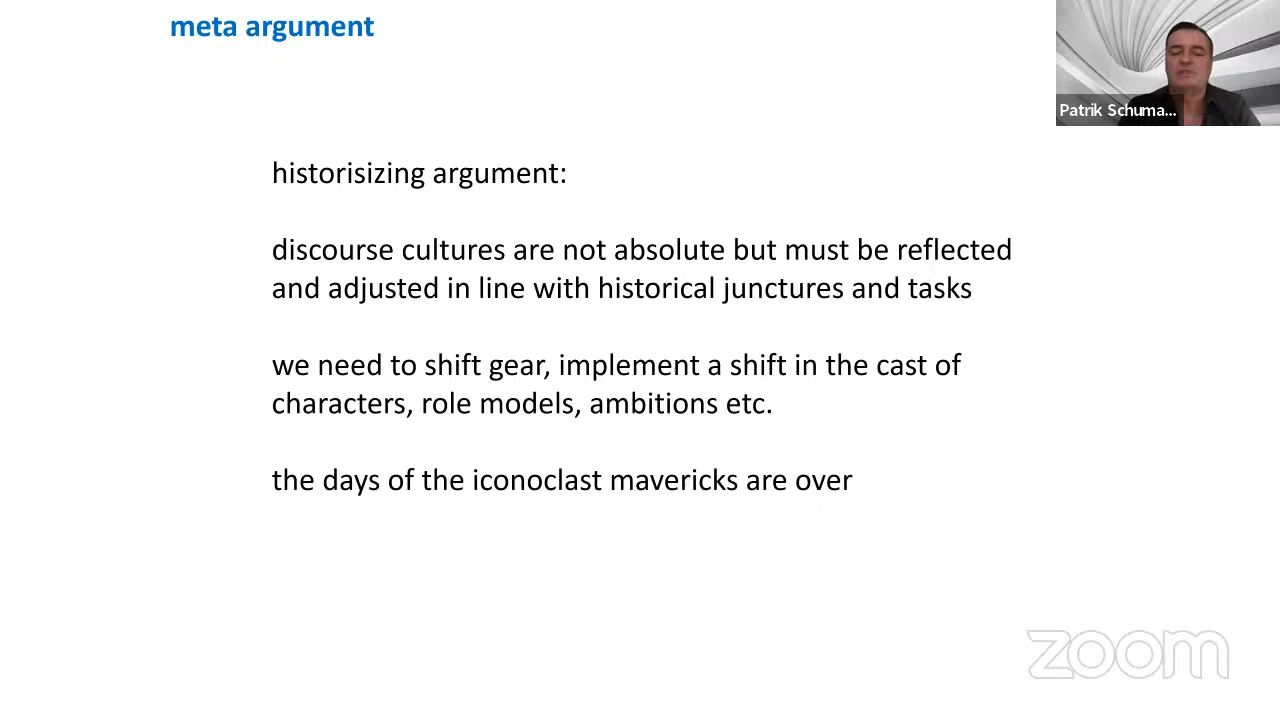 meta argument
Patrik Schuma...
historisizing argument:
discourse cultures are not absolute but must be reflected
and adjusted in line with historical junctures and tasks
we need to shift gear, implement a shift in the cast of
characters, role models, ambitions etc.
the days of the iconoclast mavericks are over
zoom